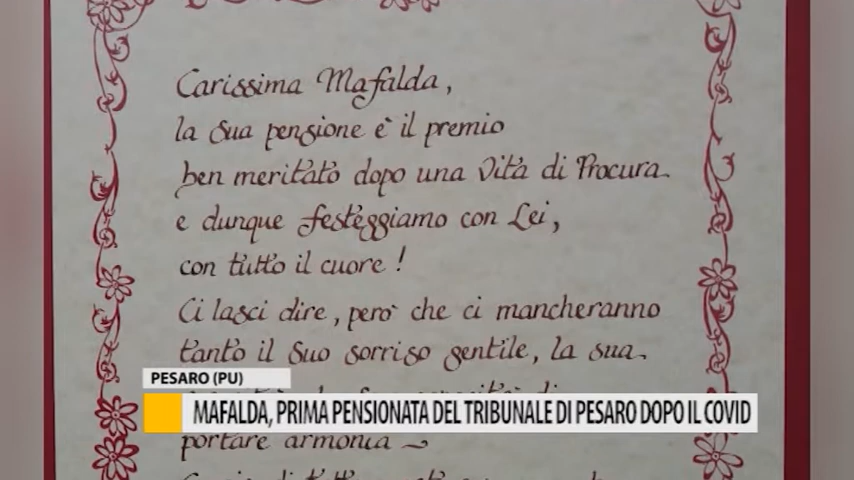 Carissima Mafalda,
la Sua pensione è il premio
ben meritato dopo una Vita di Procura
e dunque festeggiamo con Lei,
con tutto il cuore!
Ci lasci dire, però che ci mancheranno
tanto il Suo sorriso gentile, la sua
PESARO (PU)
MAFALDA, PRIMA PENSIONATA DEL TRIBUNALE DI PESARO DOPO IL COVID
portare armonia